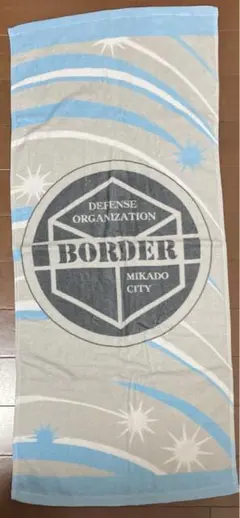 DEFENSE
ORGANIZATION
BORDER
MIKADO
CITY